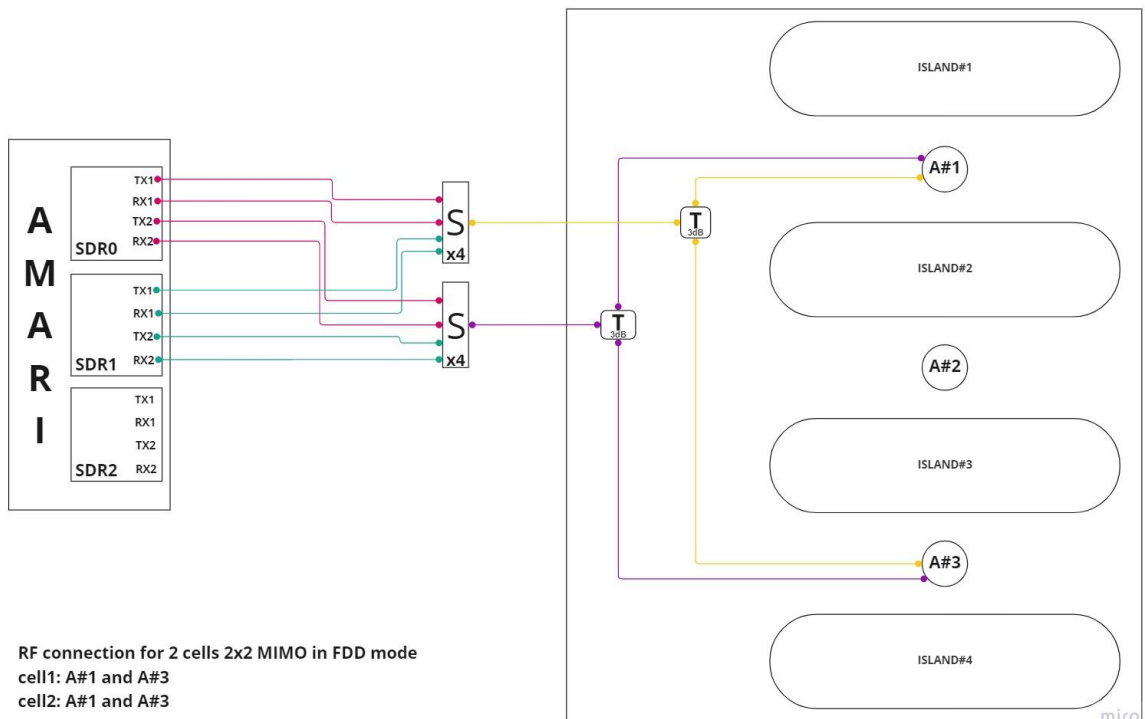 ISLAND#1
A#1
ISLAND#2
A#2
ISLAND#3
A#3
ISLAND#4
A
M
A
R
I
TX1
RX1
TX2
RX2
SDR0
TX1
RX1
TX2
RX2
SDR1
TX1
RX1
TX2
RX2
SDR2
S
x4
S
x4
T
3dB
T
3dB
RF connection for 2 cells 2x2 MIMO in FDD mode
cell1: A#1 and A#3
cell2: A#1 and A#3
miro